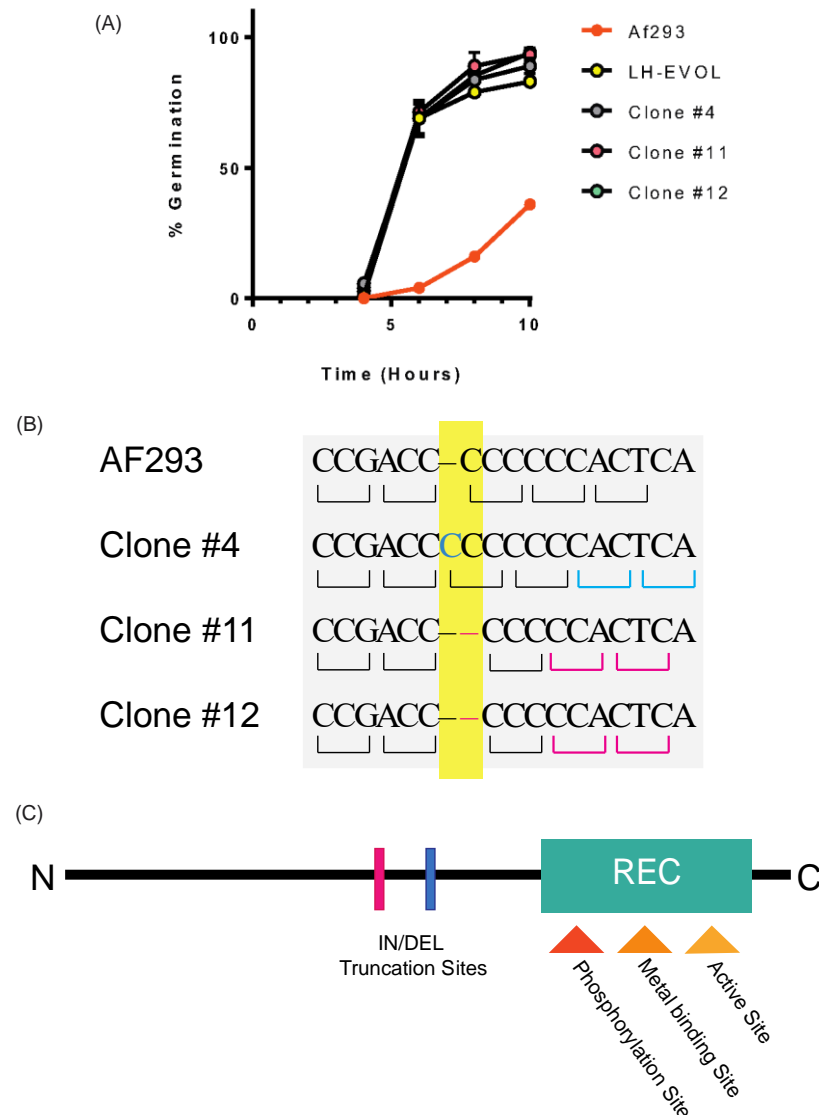 (A)
100
50
0
% Germination
0
5
10
Time (Hours)
Af293
LH-EVOL
Clone #4
Clone #11
Clone #12
(B)
AF293 CCGACC–CCCCCCACTCA
Clone #4 CCGACCCCCCCCCACTCA
Clone #11 CCGACC––CCCCCACTCA
Clone #12 CCGACC––CCCCCACTCA
(C)
N
REC
C
IN/DEL
Truncation Sites
Phosphorylation Site
Metal binding Site
Active Site